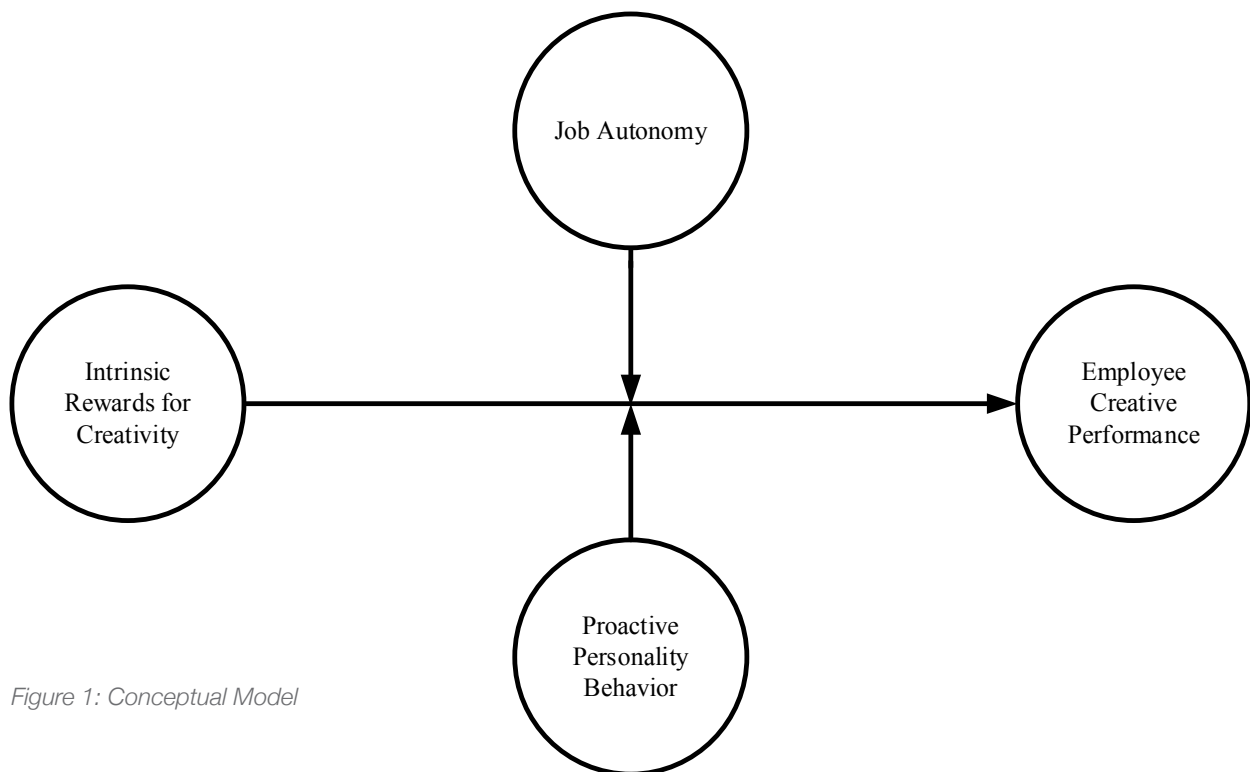 Job Autonomy
Intrinsic
Rewards for
Creativity
Employee
Creative
Performance
Proactive
Personality
Behavior
Figure 1: Conceptual Model